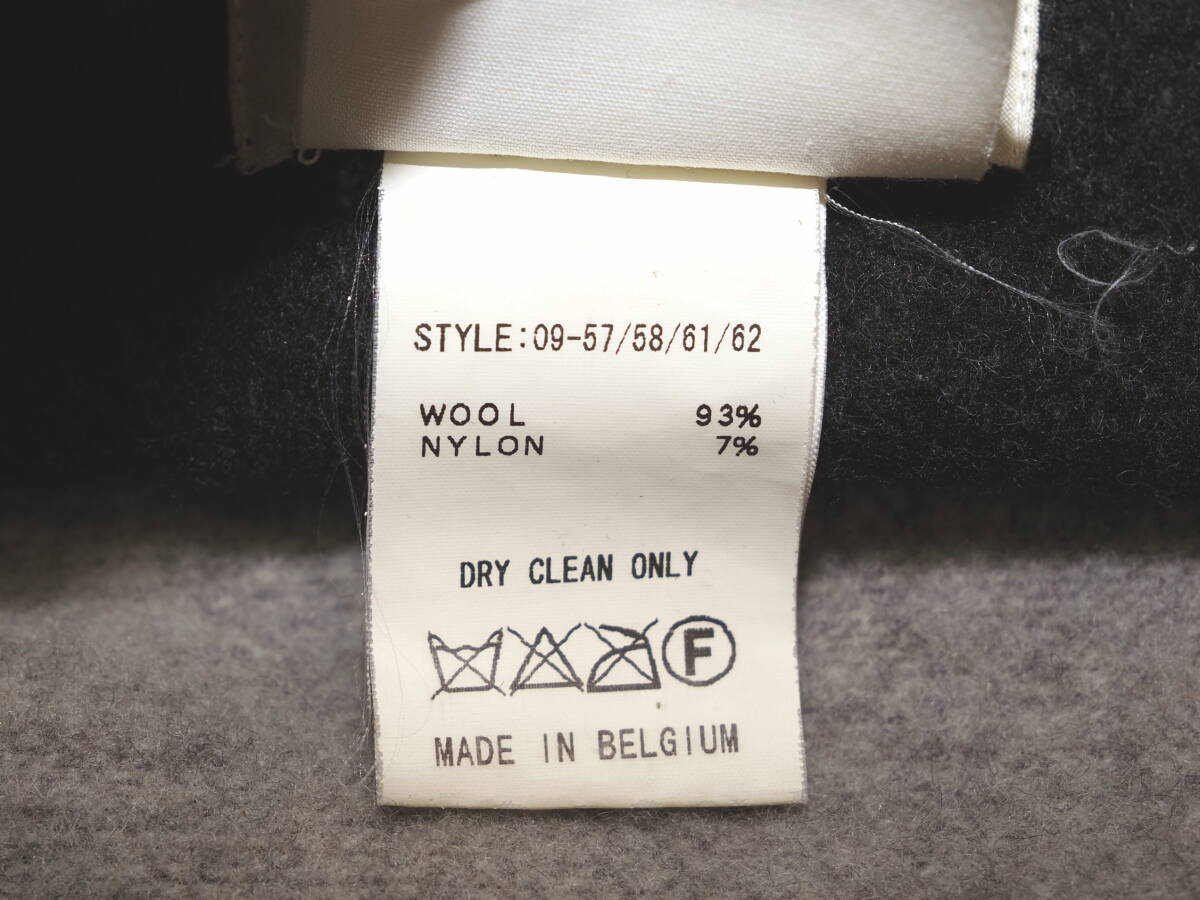 STYLE:09-57/58/61/62
WOOL 93%
NYLON 7%
DRY CLEAN ONLY
F
MADE IN BELGIUM